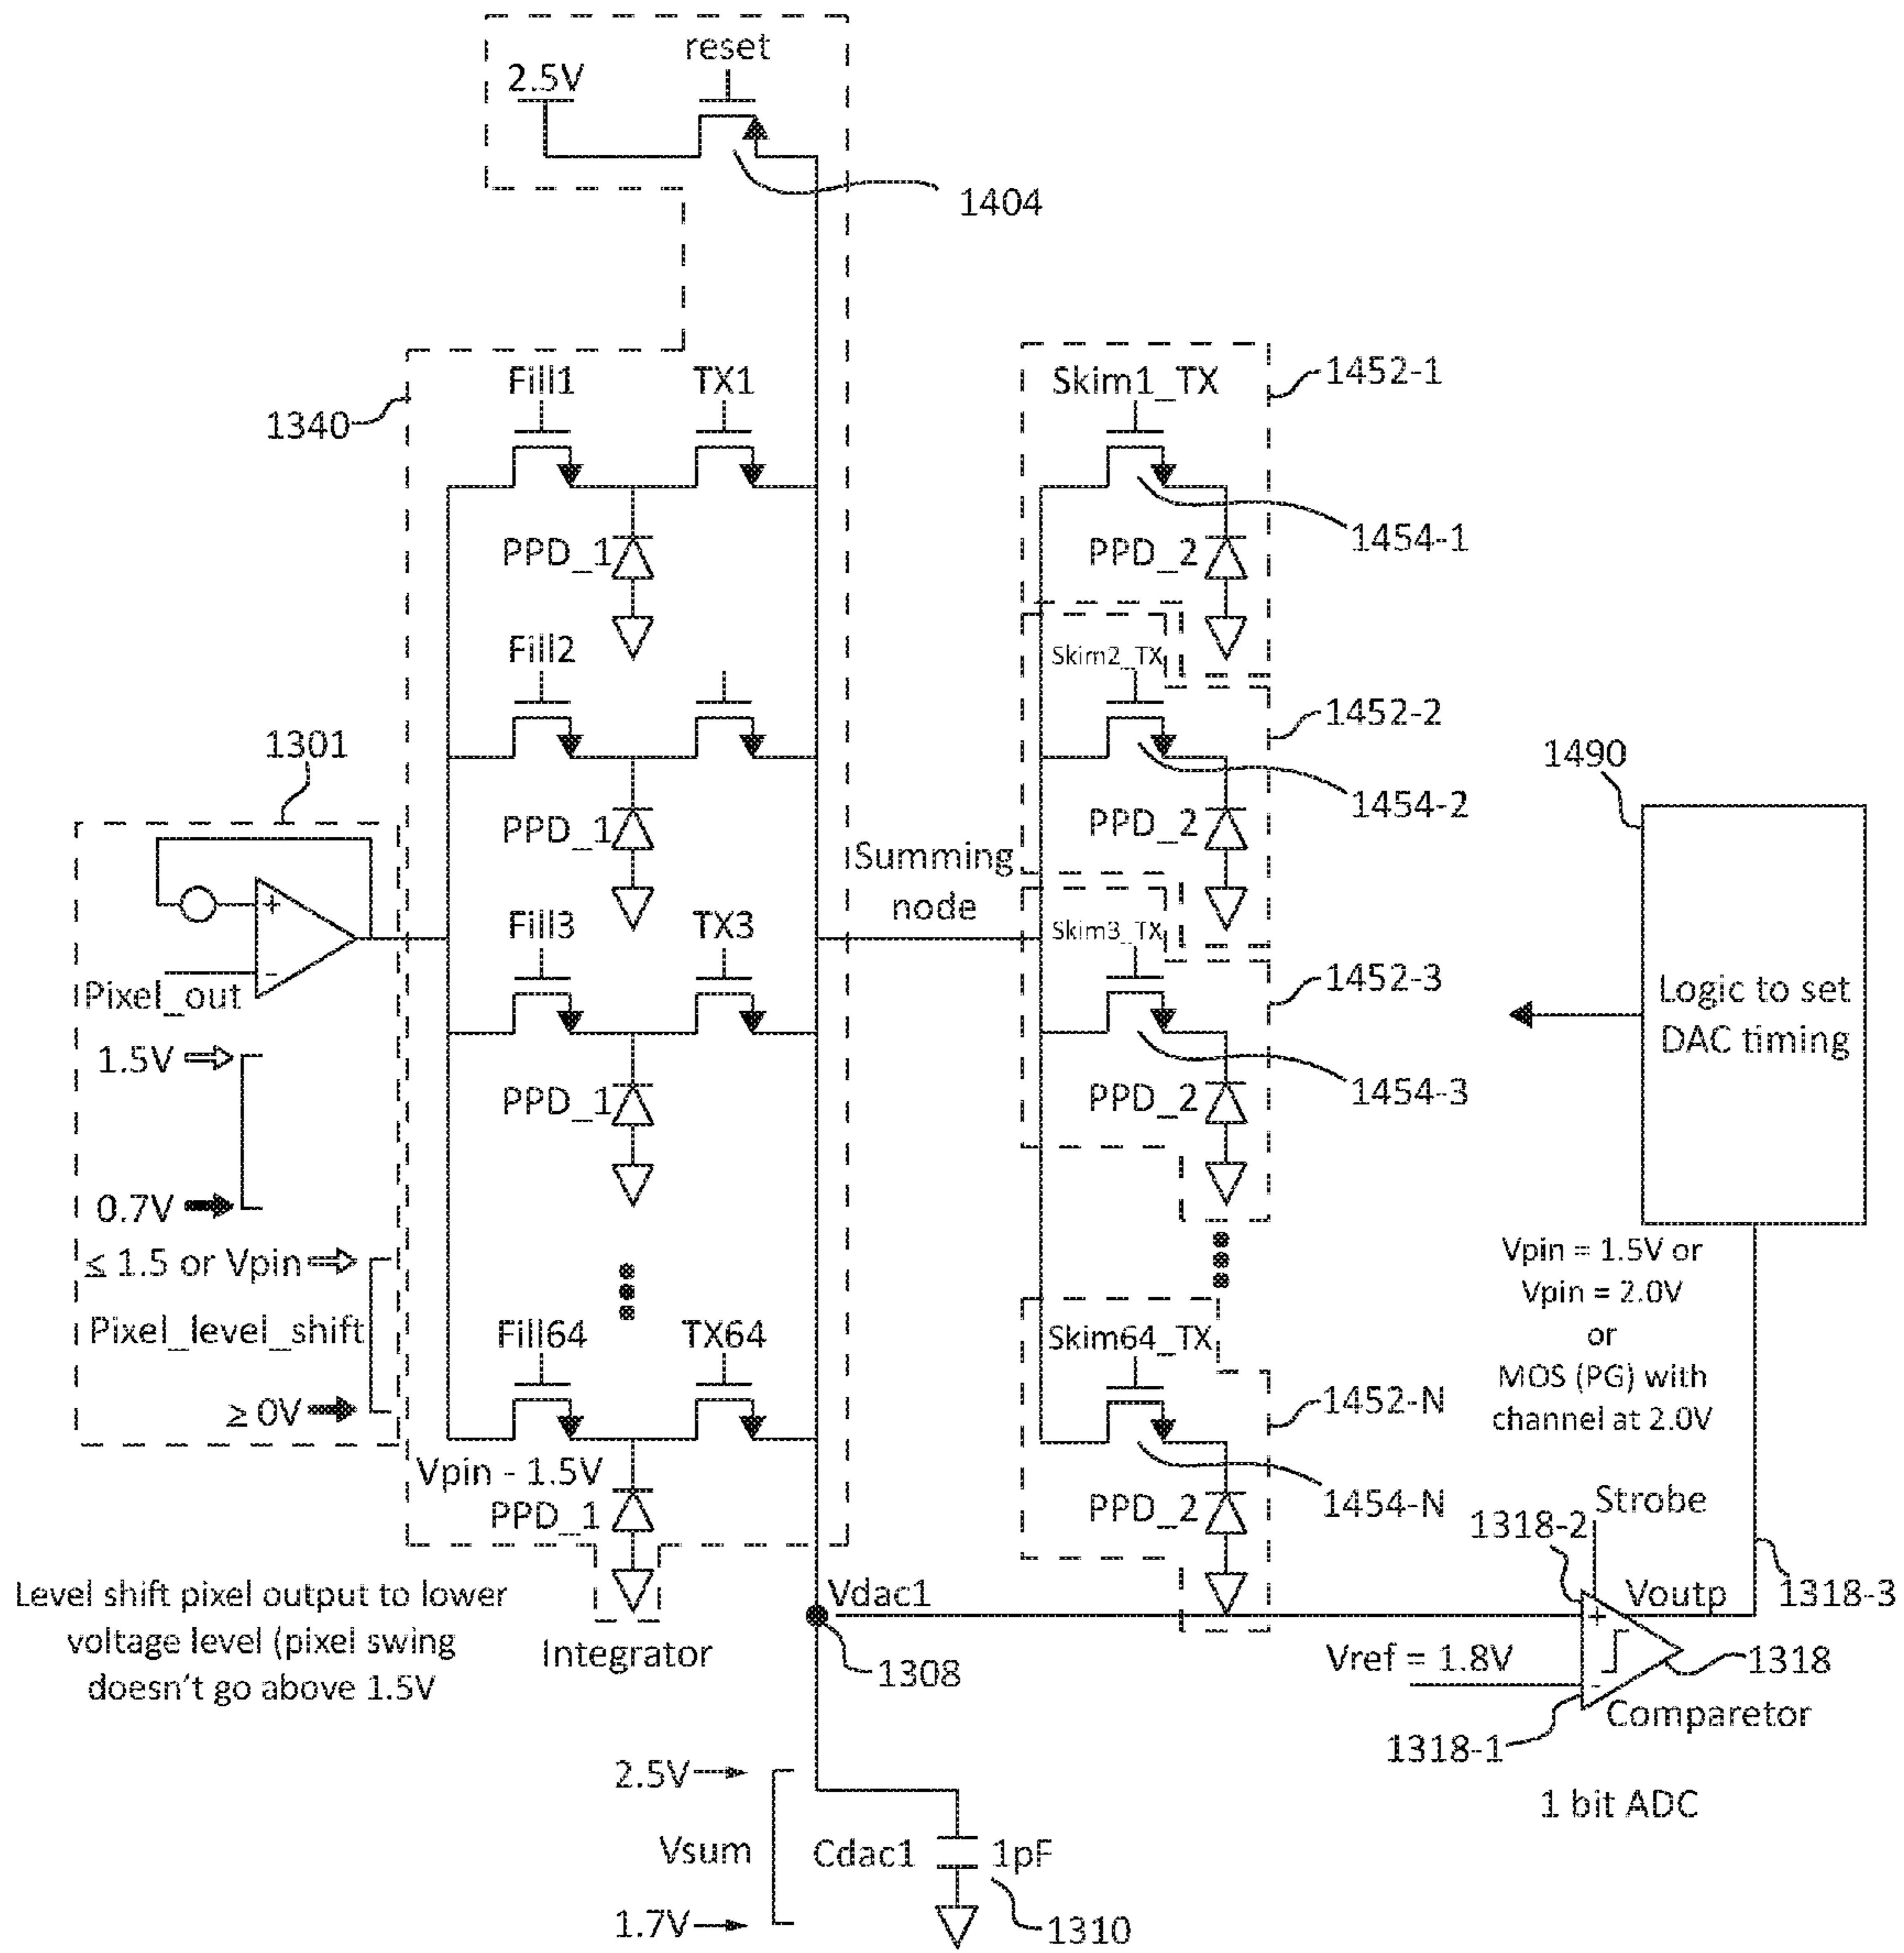 reset
2.5V
1404
Fill1
TX1
Skim1_TX
1452-1
1340
PPD_1
PPD_2
1454-1
Fill2
Skim2_TX
1452-2
1301
1490
PPD_1
PPD_2
1454-2
Summing
node
Fill3
TX3
Skim3_TX
1452-3
+
-
Pixel_out
Logic to set
DAC timing
1.5V
PPD_1
PPD_2
1454-3
0.7V
≤ 1.5 or Vpin
Vpin = 1.5V or
Vpin = 2.0V
or
MOS (PG) with
channel at 2.0V
Pixel_level_shift
Fill64
TX64
Skim64_TX
≥ 0V
1452-N
Vpin - 1.5V
PPD_1
PPD_2
1454-N
Strobe
1318-2
Level shift pixel output to lower
voltage level (pixel swing
doesn't go above 1.5V
Integrator
Vdac1
1308
+
Voutp
1318-3
Vref = 1.8V
-
1318
Comparetor
1318-1
1 bit ADC
2.5V
Vsum
Cdac1
1pF
1.7V
1310